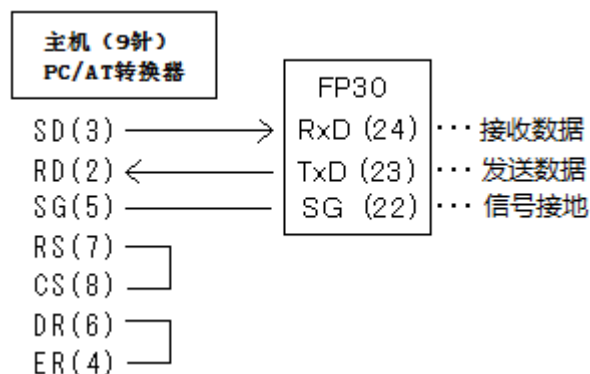 主机（9针）
PC/AT转换器
FP30
SD(3) RxD (24) ･･･ 接收数据
RD(2) TxD (23) ･･･ 发送数据
SG(5) SG (22) ･･･ 信号接地
RS(7)
CS(8)
DR(6)
ER(4)